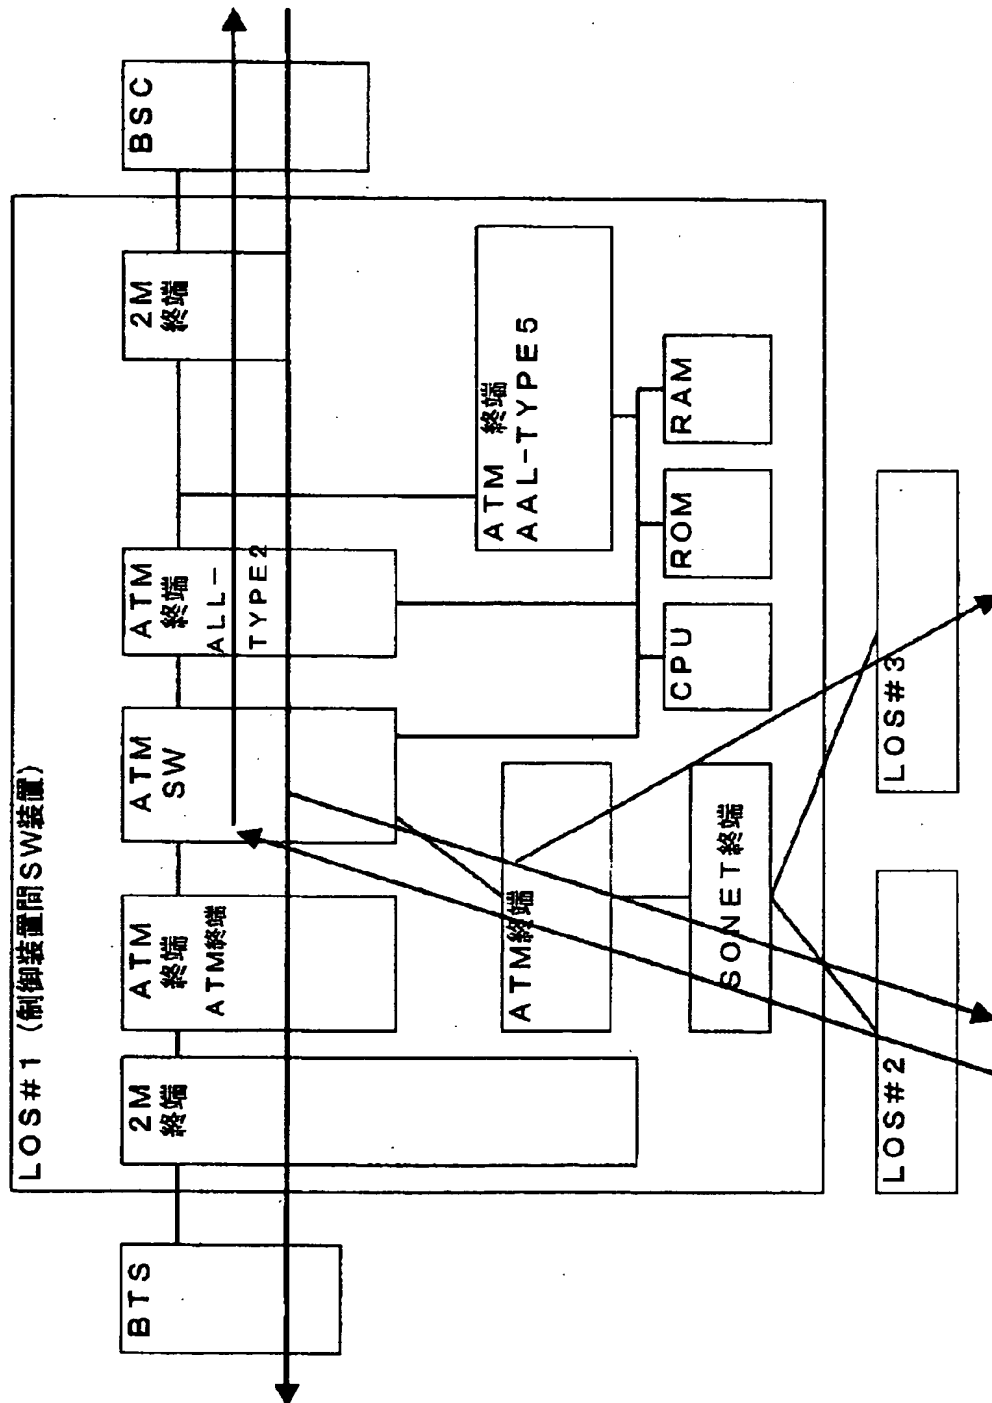 LOS#1 (制御装置間SW装置)
BTS
2M
終端
ATM
終端
ATM終端
ATM
SW
ATM
終端
ALL-
TYPE2
2M
終端
BSC
ATM終端
SONET終端
ATM 終端
AAL-TYPE5
CPU
ROM
RAM
LOS#2
LOS#3